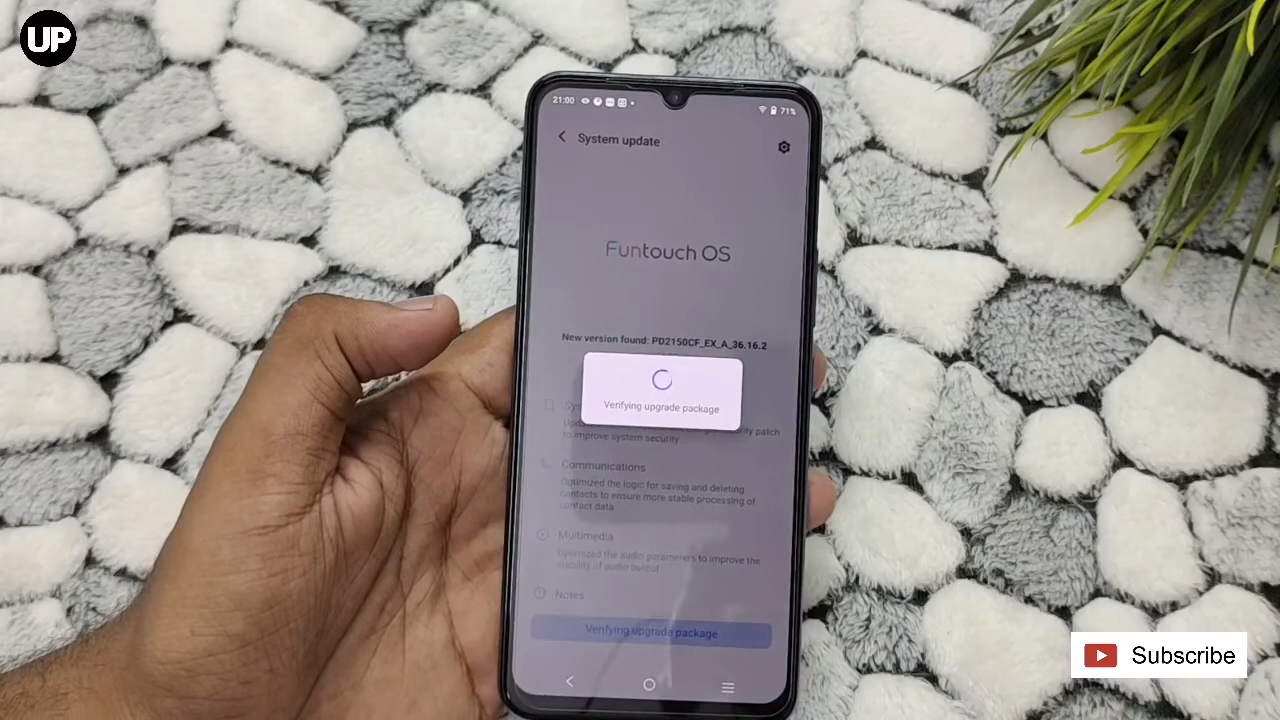 UP
21:00
71%
System update
Funtouch OS
New version found: PD2150CF_EX_A_36.16.2
Verifying upgrade package
patch
to improve system security
Communications
Optimized the logic for saving and deleting
contacts to ensure more stable processing of
contact data
Multimedia
Optimized the audio parameters to improve the
stability of audio output
Notes
Verifying upgrade package
Subscribe